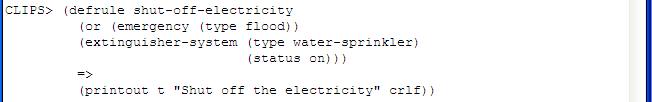 CLIPS> (defrule shut-off-electricity
(or (emergency (type flood))
(extinguisher-system (type water-sprinkler)
(status on)))
=>
(printout t "Shut off the electricity" crlf))